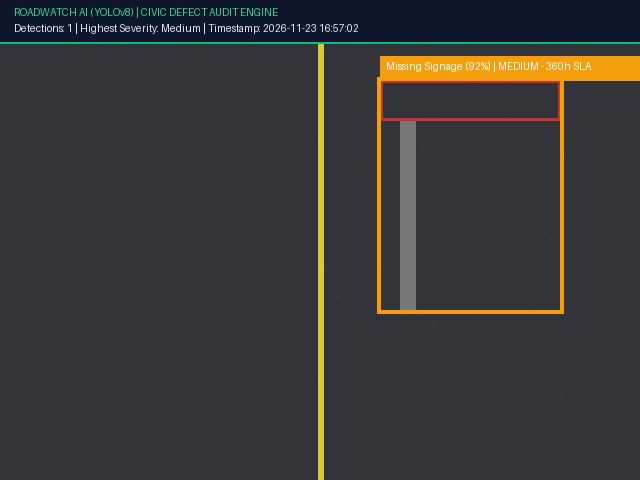 ROADWATCH AI (YOLOv8) | CIVIC DEFECT AUDIT ENGINE
Detections: 1 | Highest Severity: Medium | Timestamp: 2026-11-23 16:57:02
Missing Signage (92%) | MEDIUM - 360h SLA